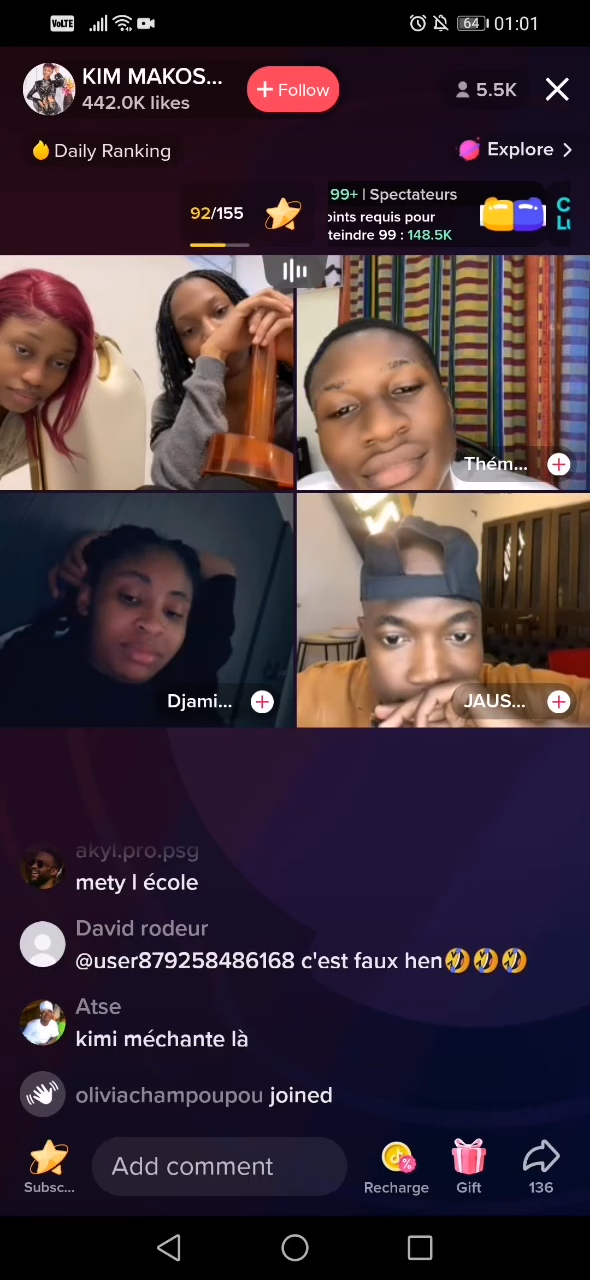 VoLTE
64
01:01
KIM MAKOS...
442.0K likes
+ Follow
5.5K
Daily Ranking
Explore
92/155
99+ | Spectateurs
oints requis pour
teindre 99 : 148.5K
Thém...
Djami...
JAUS...
akyl.pro.psg
mety l école
David rodeur
@user879258486168 c'est faux hen🤣🤣🤣
Atse
kimi méchante là
oliviachampoupou joined
Add comment
Subsc...
Recharge
Gift
136